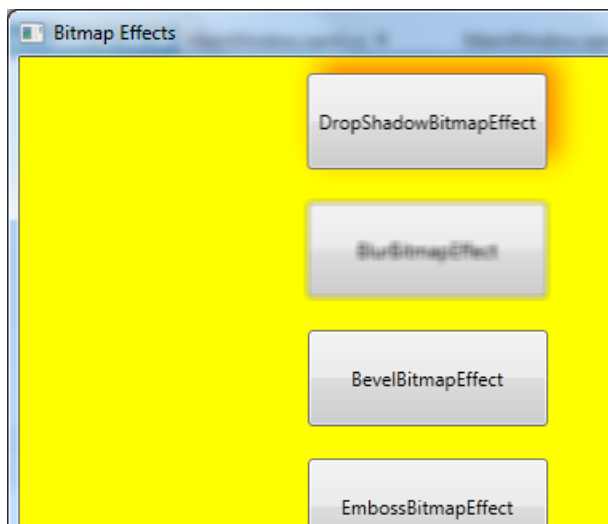 Bitmap Effects
DropShadowBitmapEffect
BlurBitmapEffect
BevelBitmapEffect
EmbossBitmapEffect